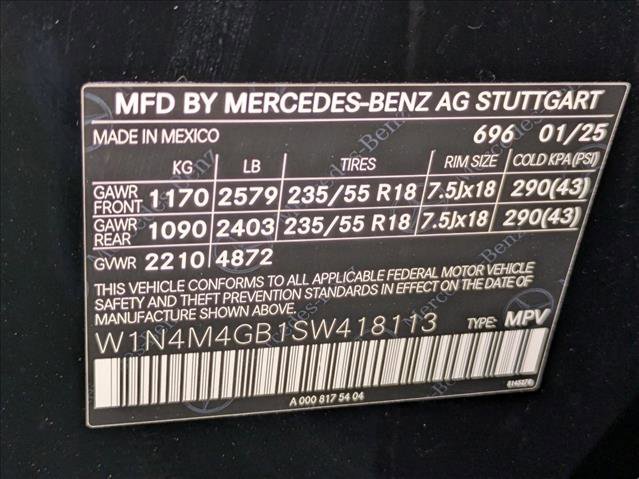 MFD BY MERCEDES-BENZ AG STUTTGART
MADE IN MEXICO 696 01/25
KG LB TIRES RIM SIZE COLD KPA(PSI)
GAWR FRONT 1170 2579 235/55 R18 7.5Jx18 290(43)
GAWR REAR 1090 2403 235/55 R18 7.5Jx18 290(43)
GVWR 2210 4872
THIS VEHICLE CONFORMS TO ALL APPLICABLE FEDERAL MOTOR VEHICLE
SAFETY AND THEFT PREVENTION STANDARDS IN EFFECT ON THE DATE OF
MANUFACTURE SHOWN ABOVE.
W1N4M4GB1SW418113 TYPE: MPV
A 000 817 54 04
Mercedes-Benz